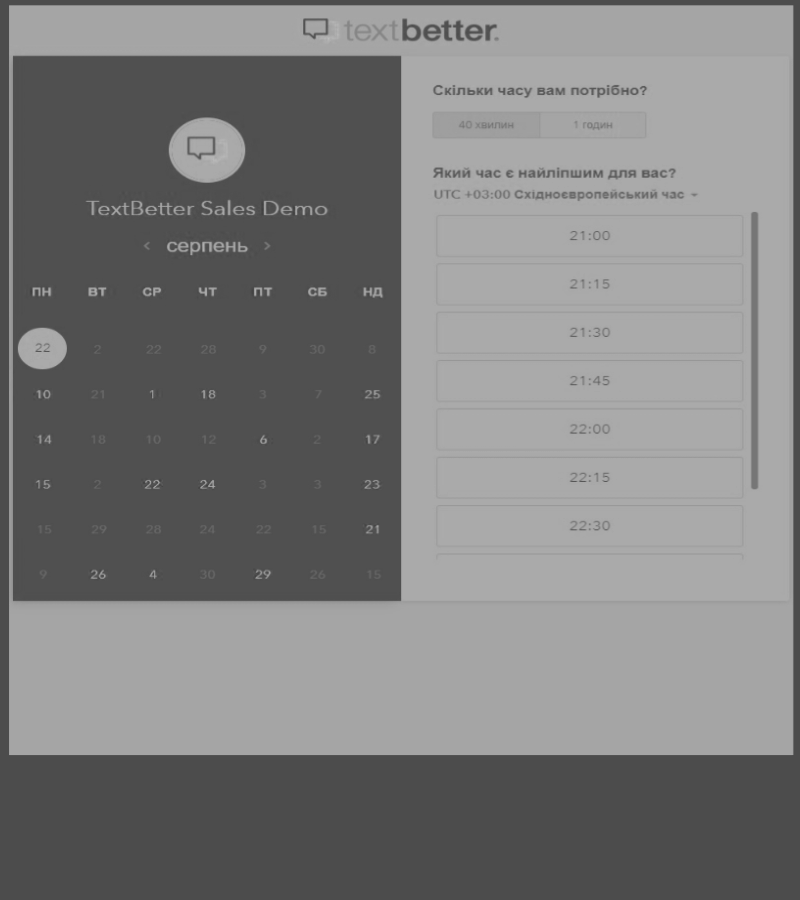 textbetter.
TextBetter Sales Demo
< серпень >
ПН ВТ СР ЧТ ПТ СБ НД
22 2 22 28 9 30 8
10 21 1 18 3 7 25
14 18 10 12 6 2 17
15 2 22 24 3 3 23
15 29 28 24 22 15 21
9 26 4 30 29 26 15
Скільки часу вам потрібно?
40 хвилин 1 годин
Який час є найліпшим для вас?
UTC +03:00 Східноєвропейський час
21:00
21:15
21:30
21:45
22:00
22:15
22:30